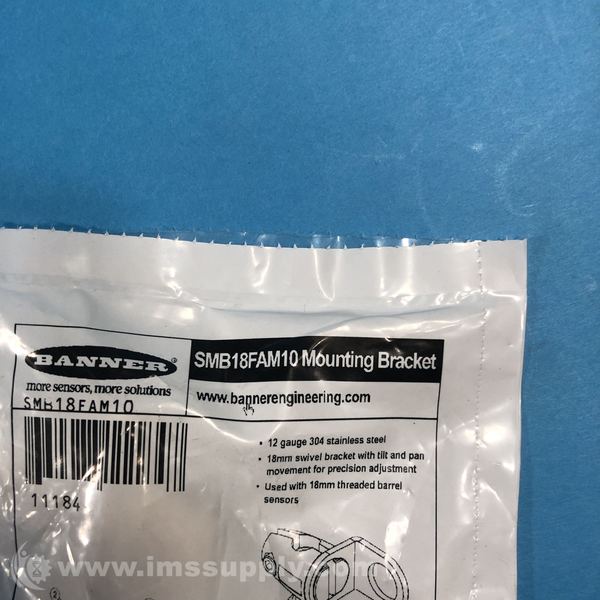 BANNER®
more sensors, more solutions
SMB18FAM10
11184
SMB18FAM10 Mounting Bracket
www.bannerengineering.com
• 12 gauge 304 stainless steel
• 18mm swivel bracket with tilt and pan
movement for precision adjustment
• Used with 18mm threaded barrel
sensors
© www.imssupply.com